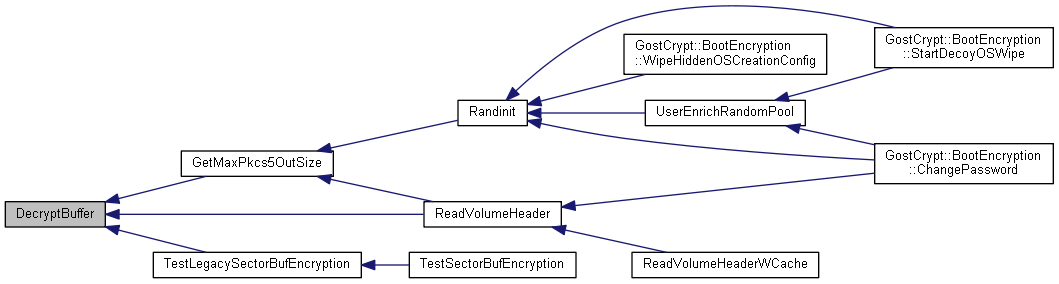 GostCrypt::BootEncryption
::StartDecoyOSWipe
GostCrypt::BootEncryption
::WipeHiddenOSCreationConfig
Randinit
UserEnrichRandomPool
GetMaxPkcs5OutSize
GostCrypt::BootEncryption
::ChangePassword
DecryptBuffer
ReadVolumeHeader
TestLegacySectorBufEncryption
TestSectorBufEncryption
ReadVolumeHeaderWCache